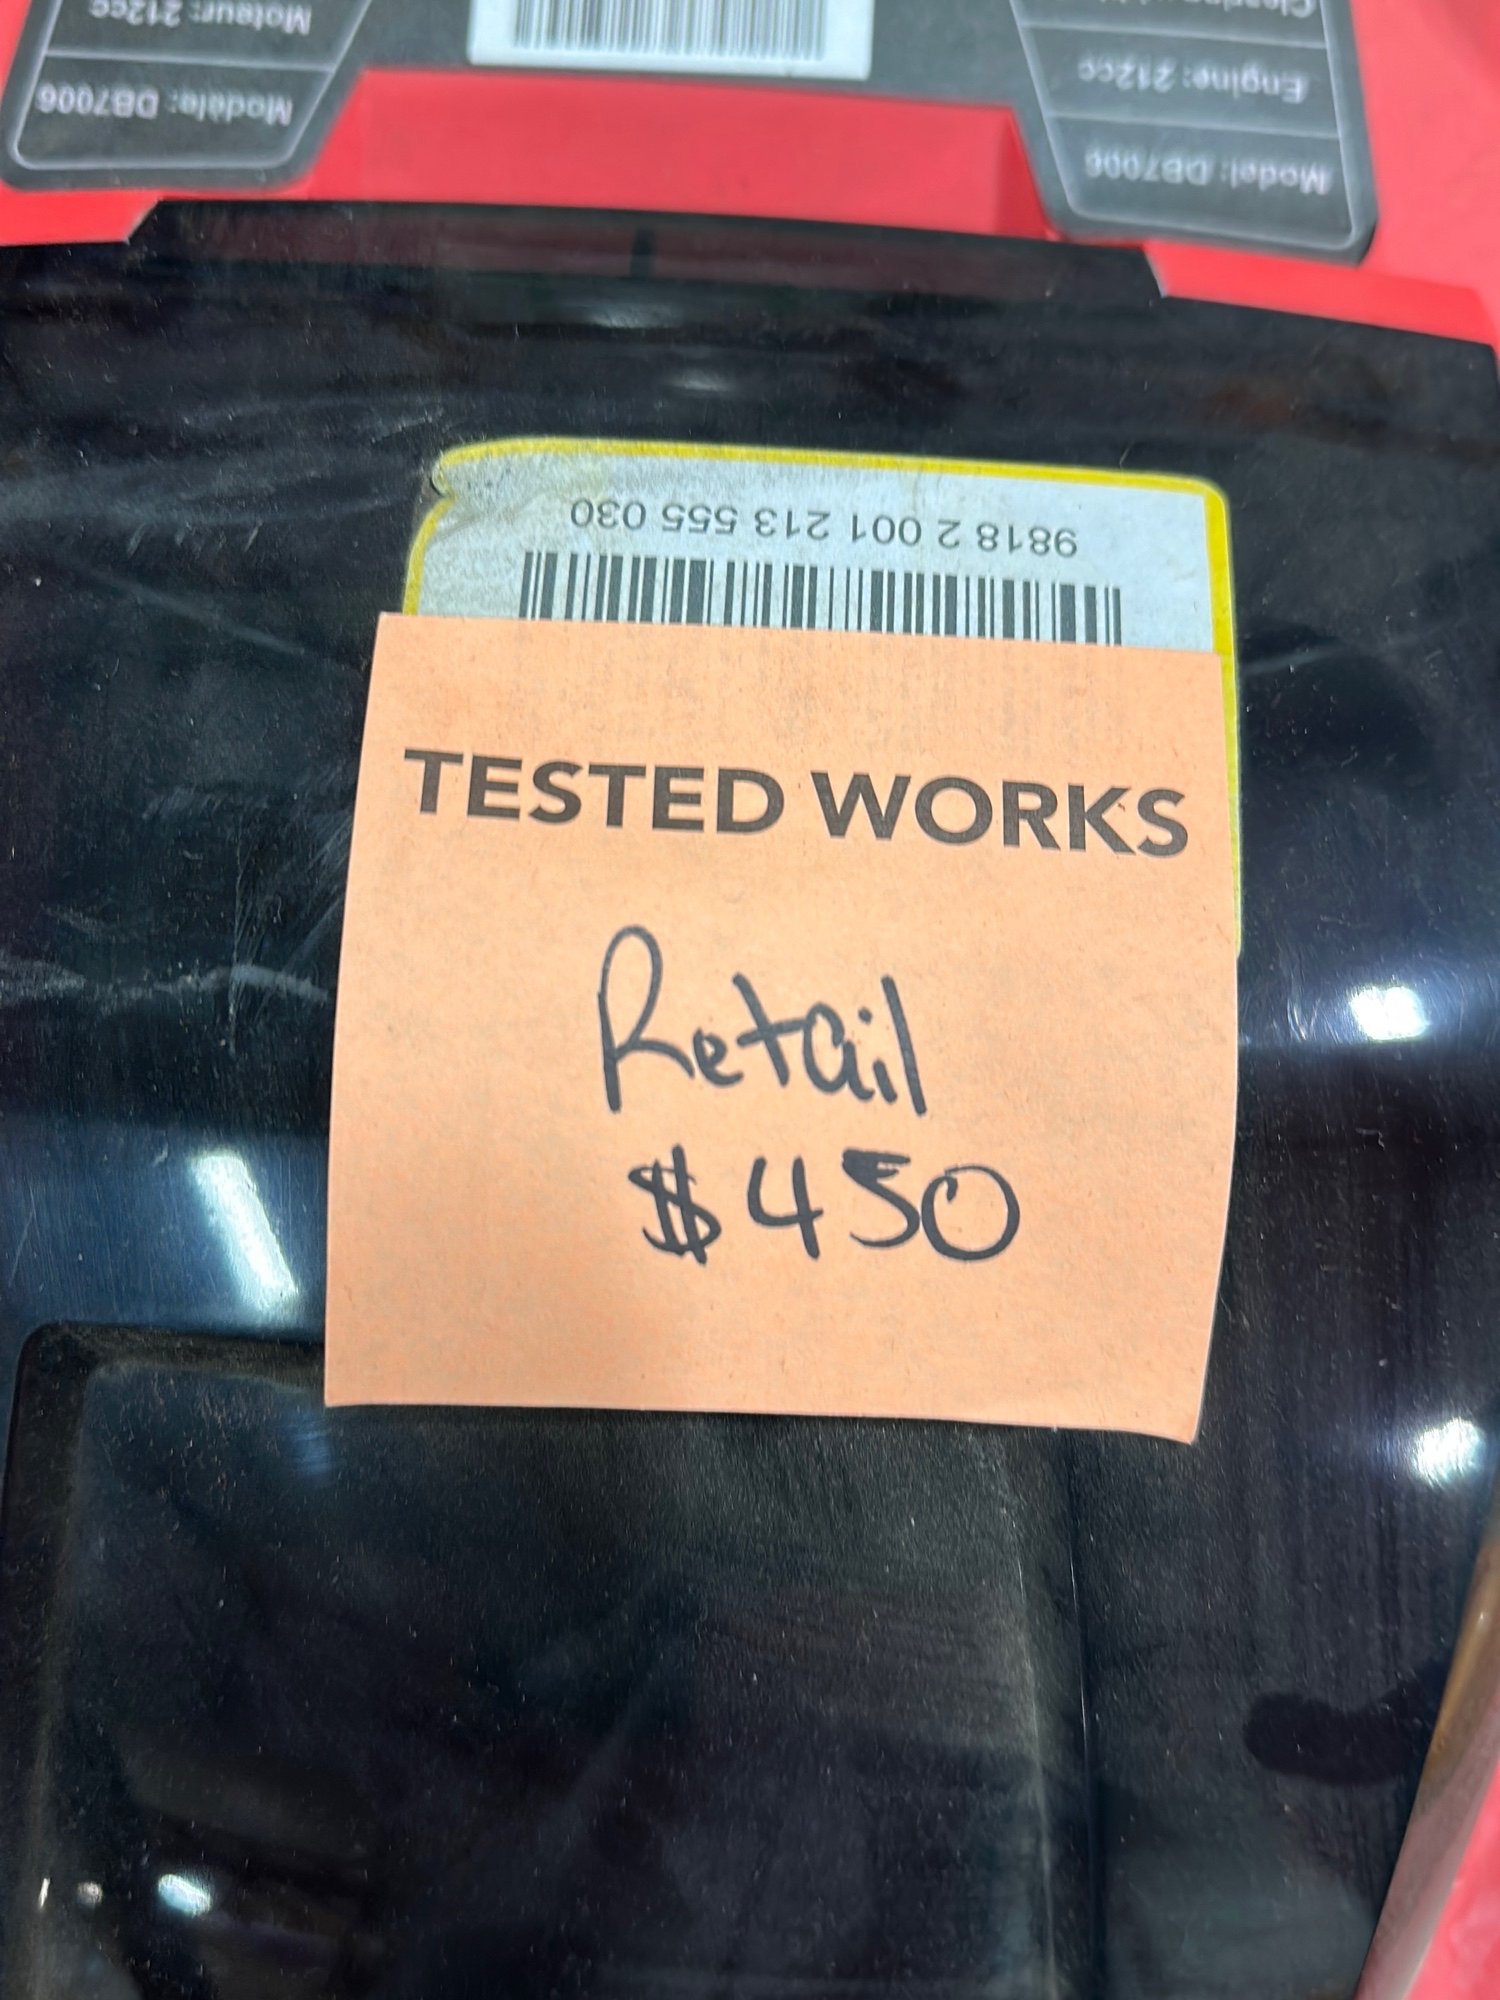 Moteur: 212cc
Modèle: DB7006
Engine: 212cc
Model: DB7006
9818 2 001 213 555 030
TESTED WORKS
Retail
$450